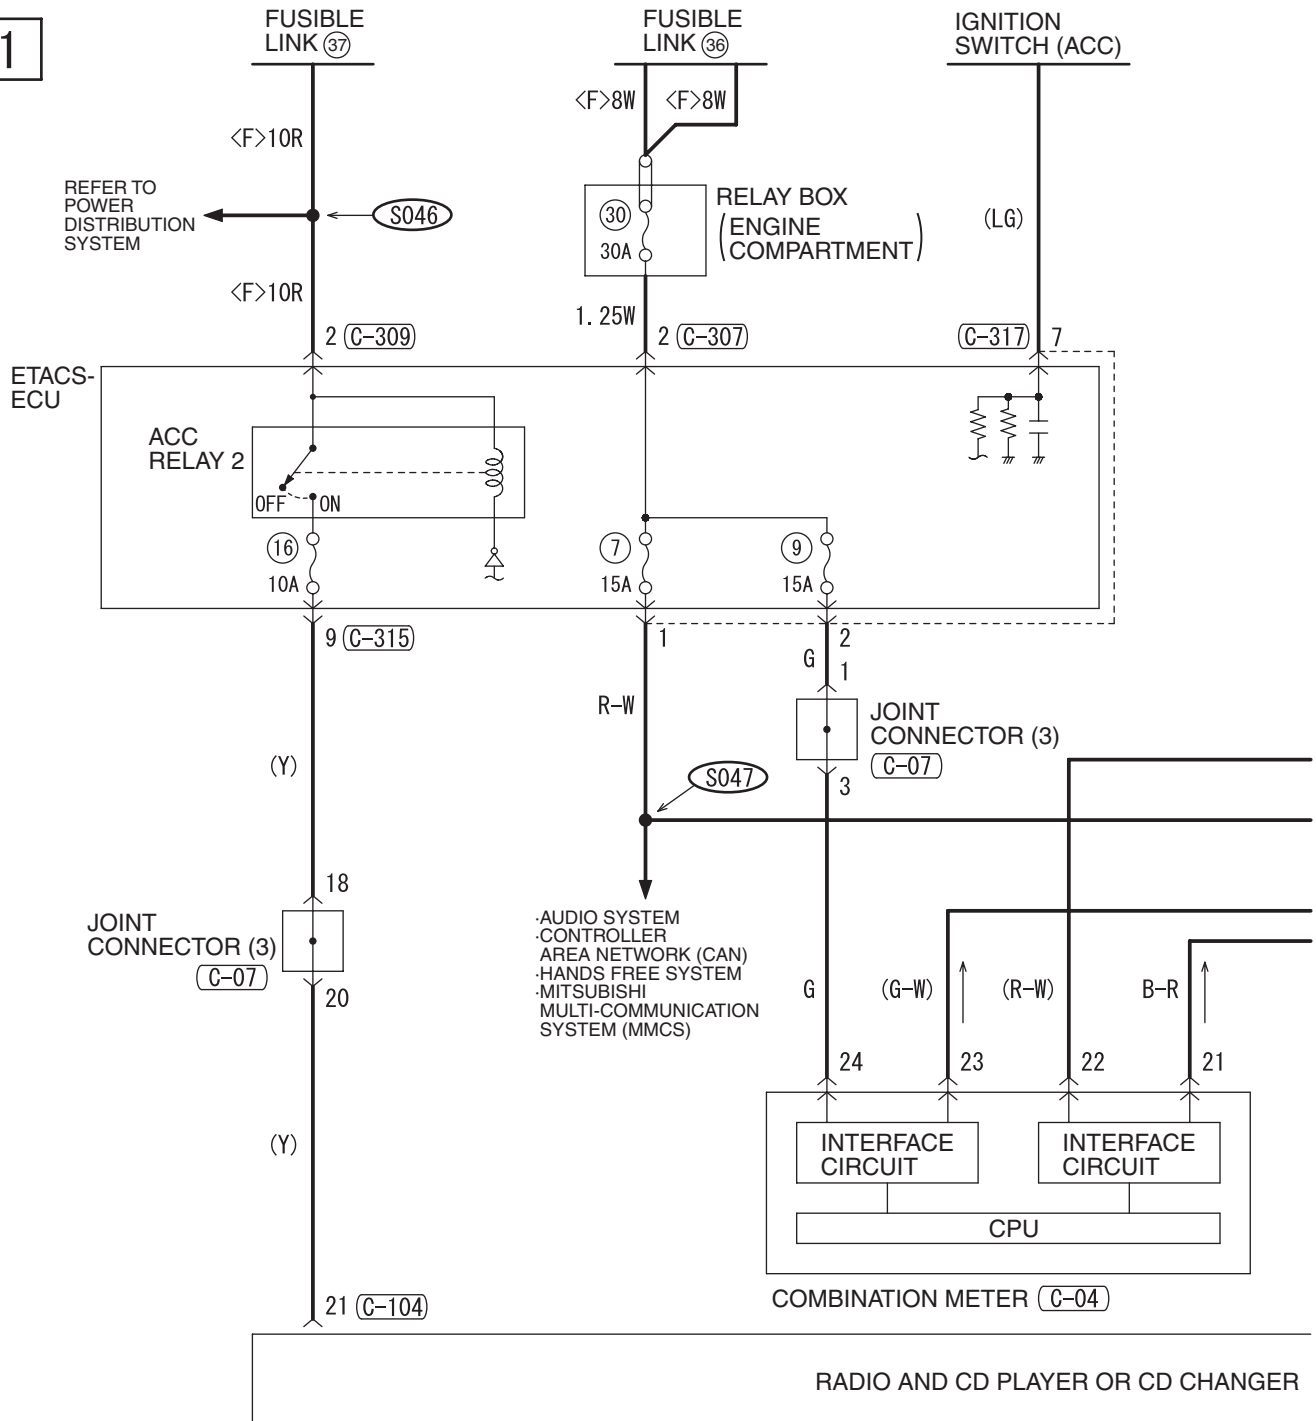 1
FUSIBLE
LINK 37
FUSIBLE
LINK 36
IGNITION
SWITCH (ACC)
<F>8W
<F>8W
<F>10R
REFER TO
POWER
DISTRIBUTION
SYSTEM
S046
30
30A
RELAY BOX
(ENGINE
COMPARTMENT)
(LG)
<F>10R
1.25W
2 C-309
2 C-307
C-317 7
ETACS-
ECU
ACC
RELAY 2
OFF
ON
16
10A
7
15A
9
15A
9 C-315
1
2
G
1
R-W
JOINT
CONNECTOR (3)
C-07
(Y)
S047
3
18
JOINT
CONNECTOR (3)
C-07
20
·AUDIO SYSTEM
·CONTROLLER
AREA NETWORK (CAN)
·HANDS FREE SYSTEM
·MITSUBISHI
MULTI-COMMUNICATION
SYSTEM (MMCS)
G
(G-W)
(R-W)
B-R
24
23
22
21
(Y)
INTERFACE
CIRCUIT
INTERFACE
CIRCUIT
CPU
COMBINATION METER C-04
21 C-104
RADIO AND CD PLAYER OR CD CHANGER